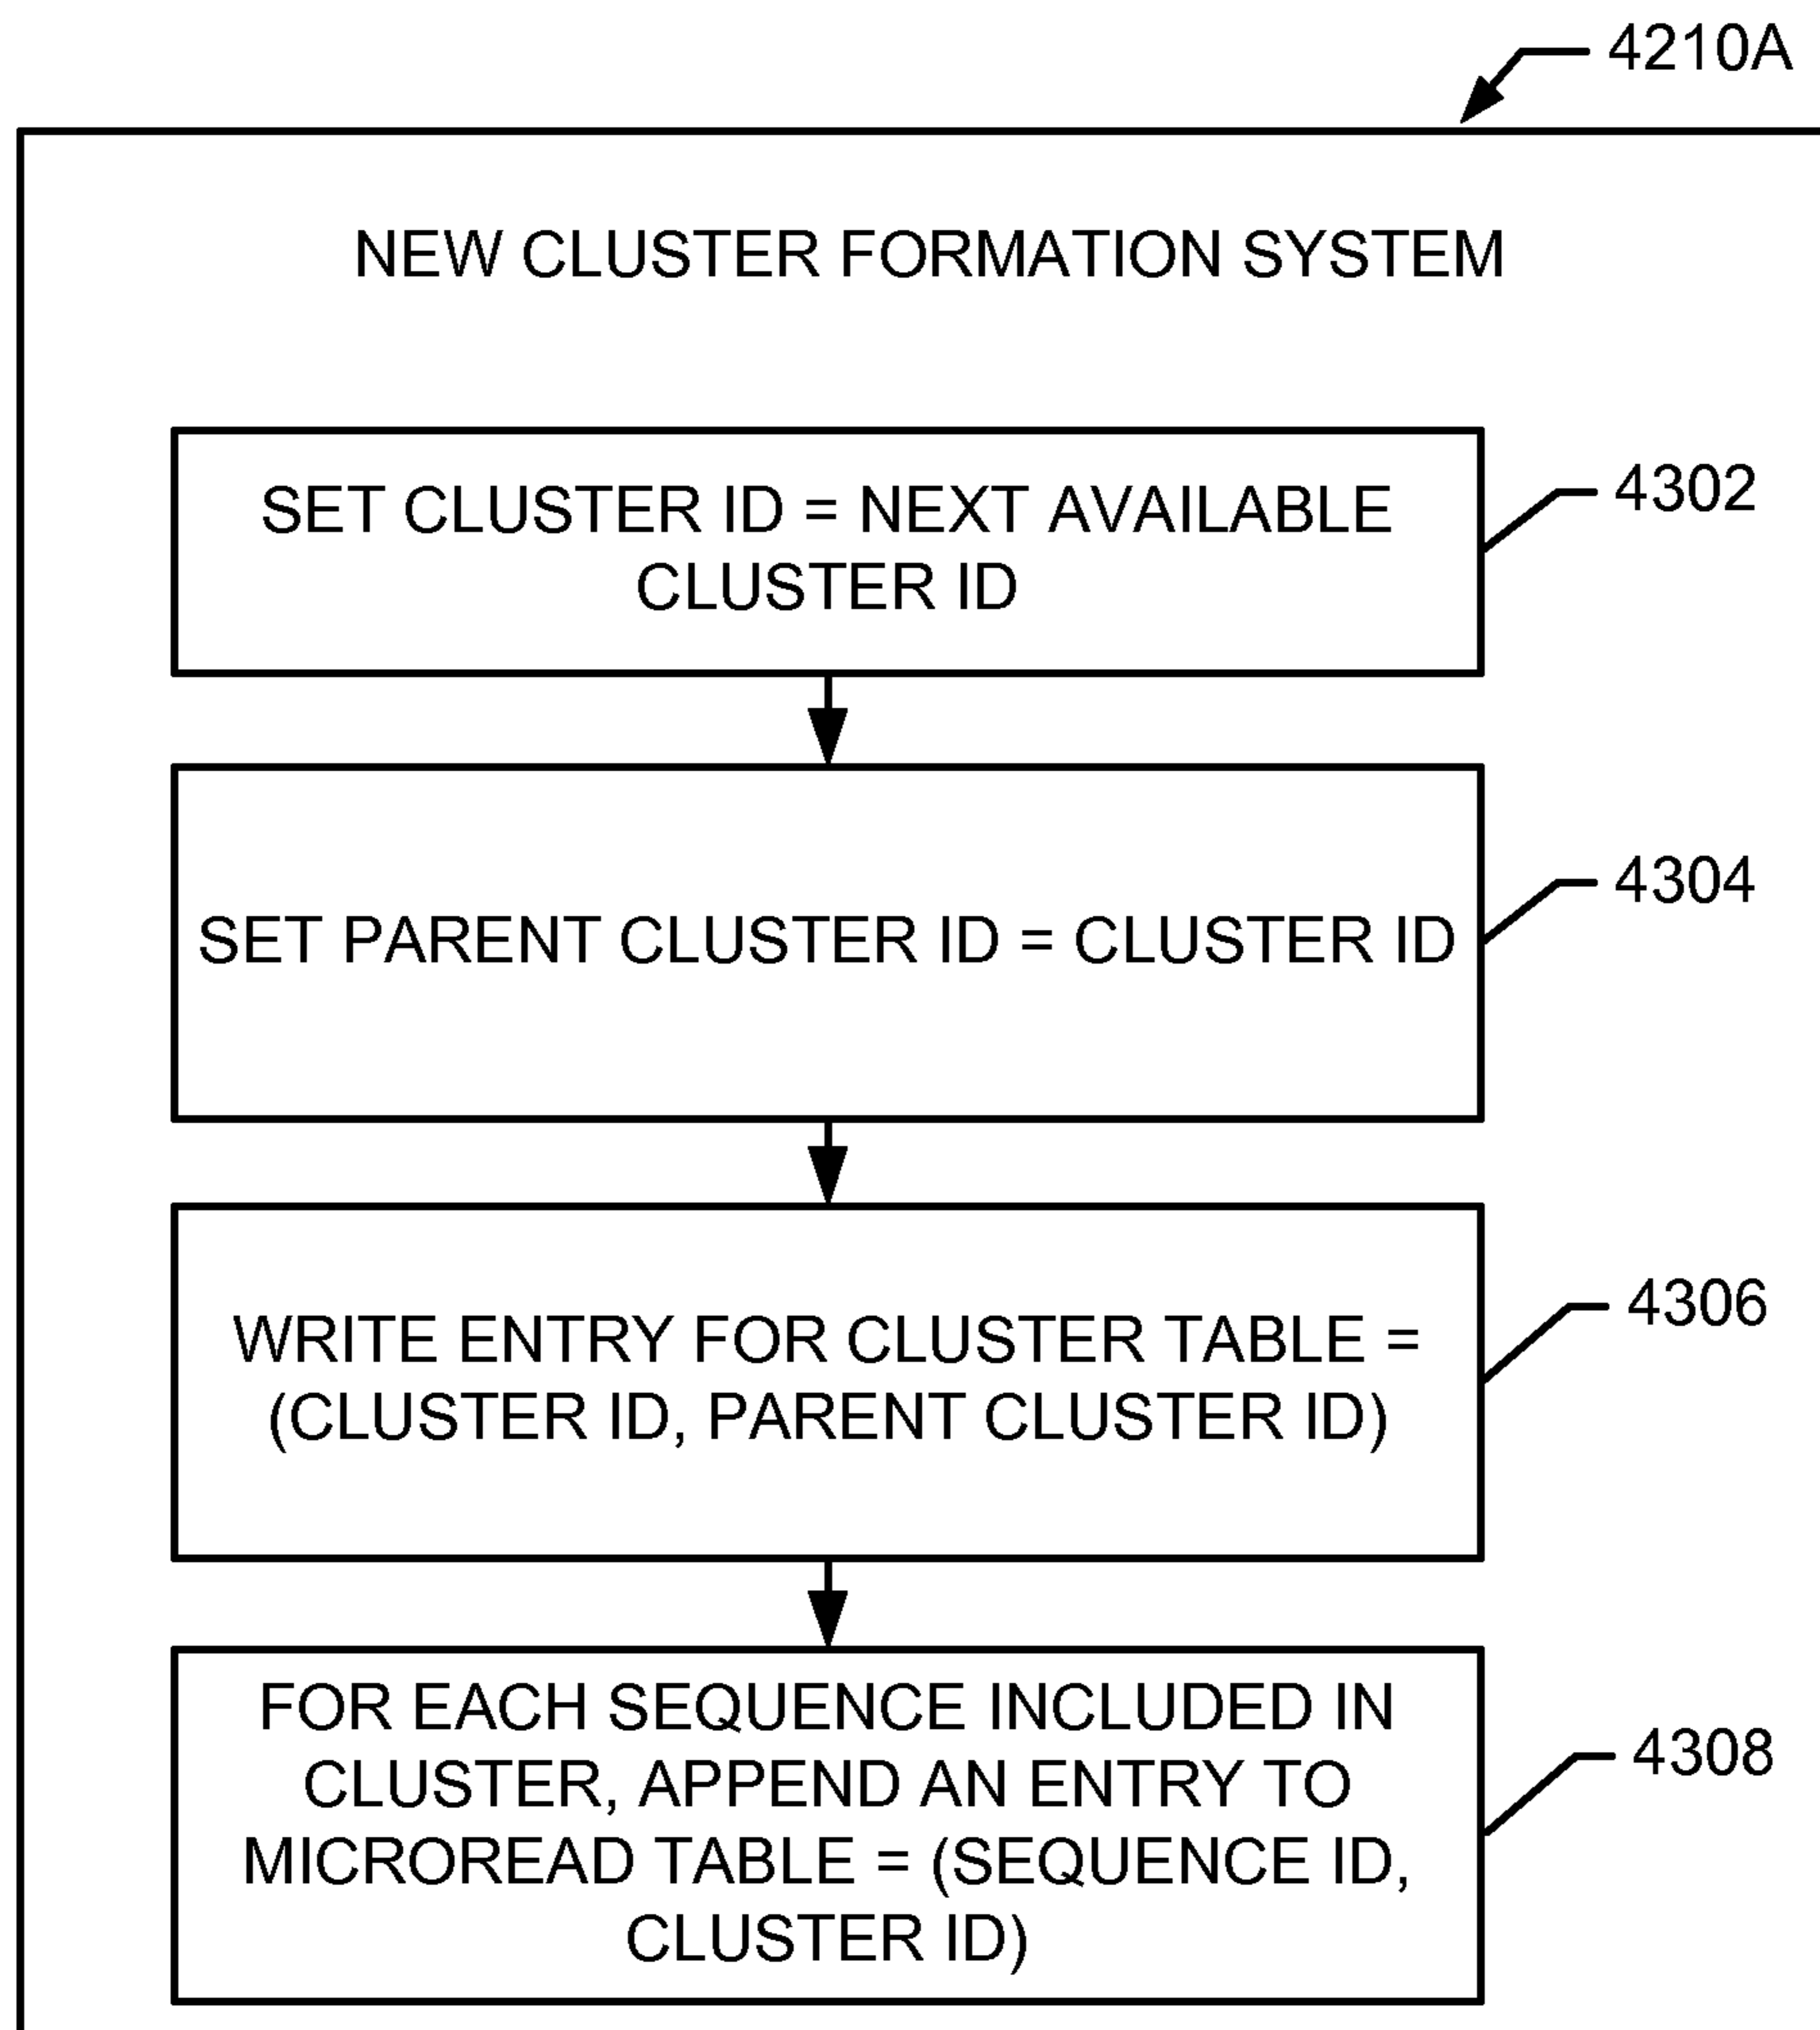 4210A
NEW CLUSTER FORMATION SYSTEM
SET CLUSTER ID = NEXT AVAILABLE
CLUSTER ID
4302
SET PARENT CLUSTER ID = CLUSTER ID
4304
WRITE ENTRY FOR CLUSTER TABLE =
(CLUSTER ID, PARENT CLUSTER ID)
4306
FOR EACH SEQUENCE INCLUDED IN
CLUSTER, APPEND AN ENTRY TO
MICROREAD TABLE = (SEQUENCE ID,
CLUSTER ID)
4308